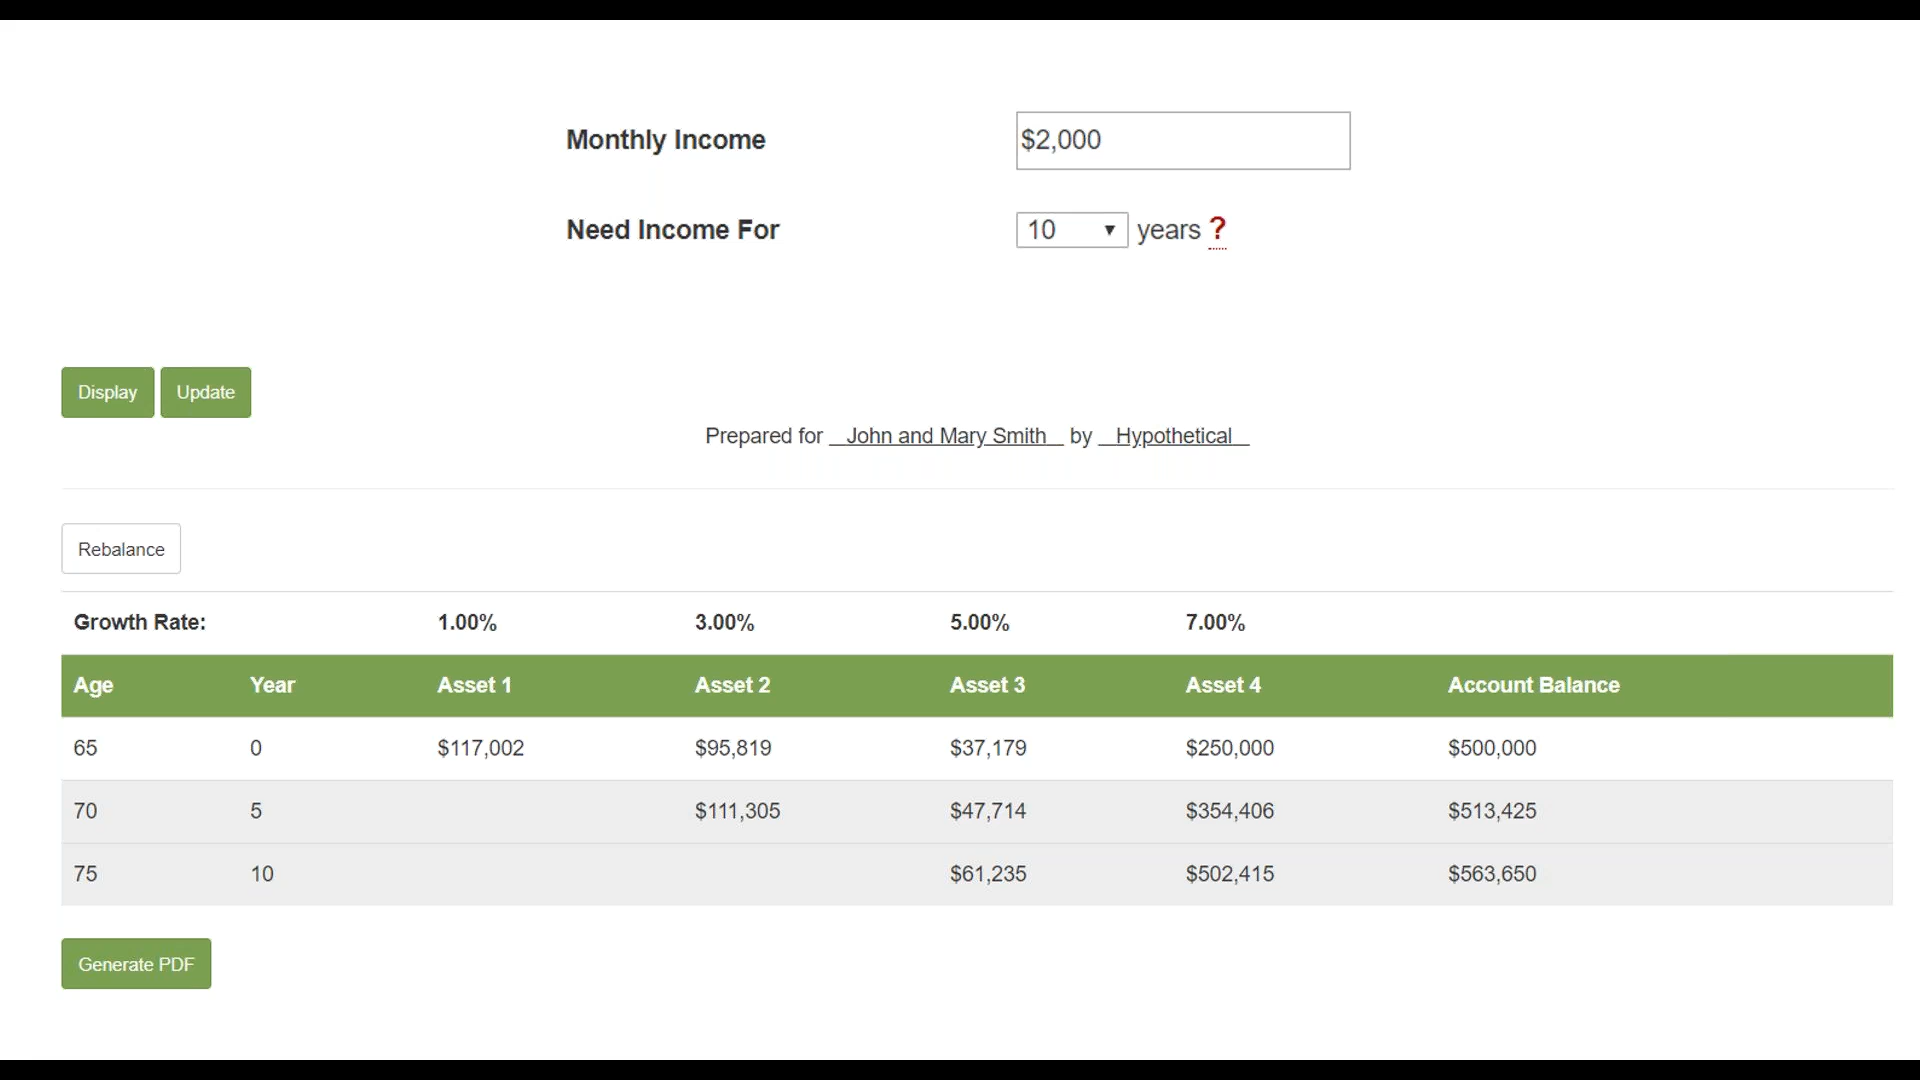 Monthly Income $2,000
Need Income For 10 ▼ years ?
Display Update
Prepared for __John and Mary Smith__ by __Hypothetical__
Rebalance
Growth Rate: 1.00% 3.00% 5.00% 7.00%
Age Year Asset 1 Asset 2 Asset 3 Asset 4 Account Balance
65 0 $117,002 $95,819 $37,179 $250,000 $500,000
70 5 $111,305 $47,714 $354,406 $513,425
75 10 $61,235 $502,415 $563,650
Generate PDF